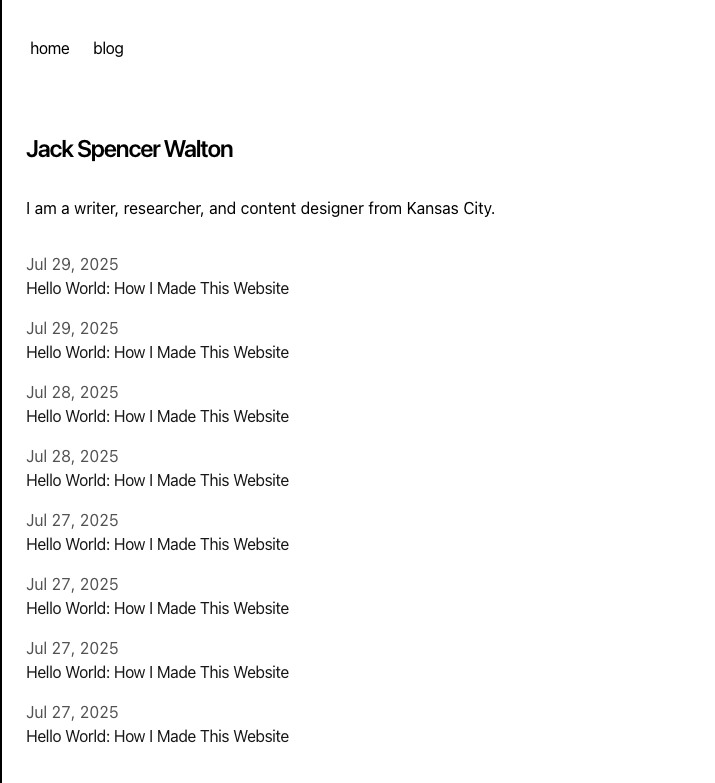 home blog
Jack Spencer Walton
I am a writer, researcher, and content designer from Kansas City.
Jul 29, 2025
Hello World: How I Made This Website
Jul 29, 2025
Hello World: How I Made This Website
Jul 28, 2025
Hello World: How I Made This Website
Jul 28, 2025
Hello World: How I Made This Website
Jul 27, 2025
Hello World: How I Made This Website
Jul 27, 2025
Hello World: How I Made This Website
Jul 27, 2025
Hello World: How I Made This Website
Jul 27, 2025
Hello World: How I Made This Website